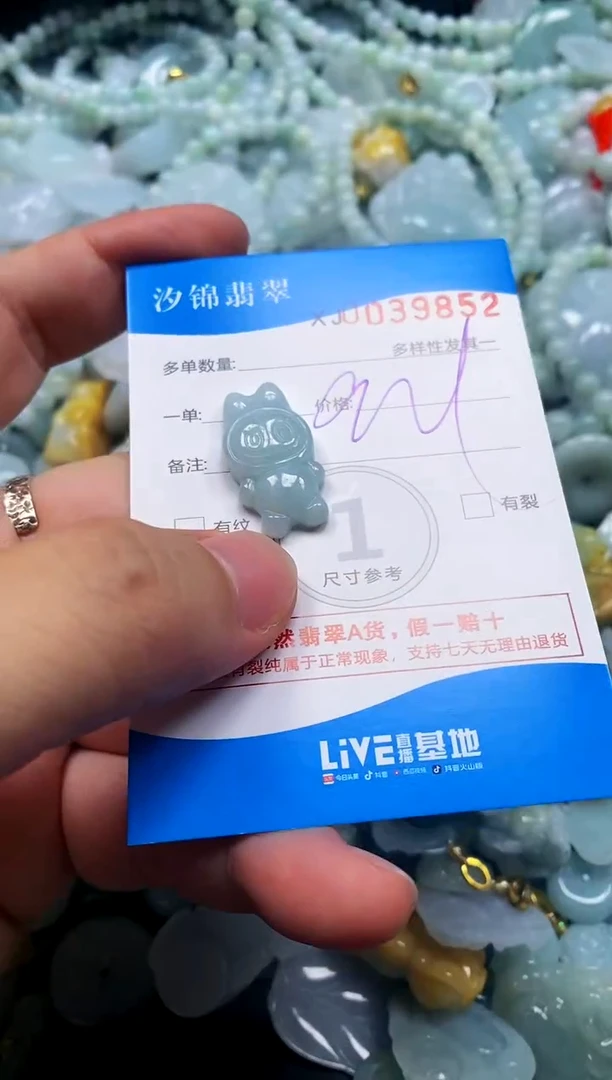 汐锦翡翠
XJ0D39852
多样性发其一
多单数量:
一单:
价格:
备注:
有纹
有裂
1
尺寸参考
然翡翠A货，假一赔十
有裂纯属于正常现象，支持七天无理由退货
LiVE直播基地
今日头条 抖音 西瓜视频 抖音火山版